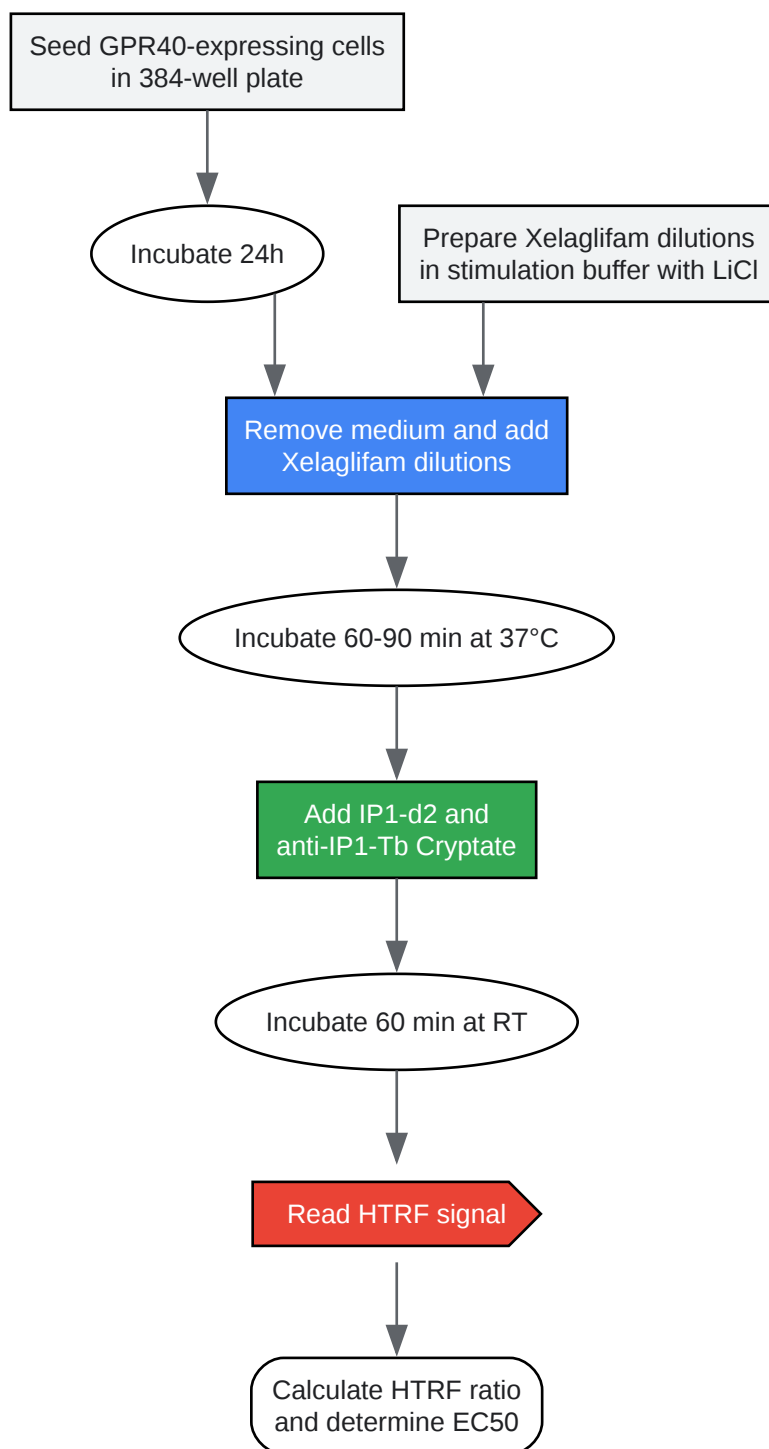 Seed GPR40-expressing cells
in 384-well plate
Incubate 24h
Prepare Xelaglifam dilutions
in stimulation buffer with LiCl
Remove medium and add
Xelaglifam dilutions
Incubate 60-90 min at 37°C
Add IP1-d2 and
anti-IP1-Tb Cryptate
Incubate 60 min at RT
Read HTRF signal
Calculate HTRF ratio
and determine EC50